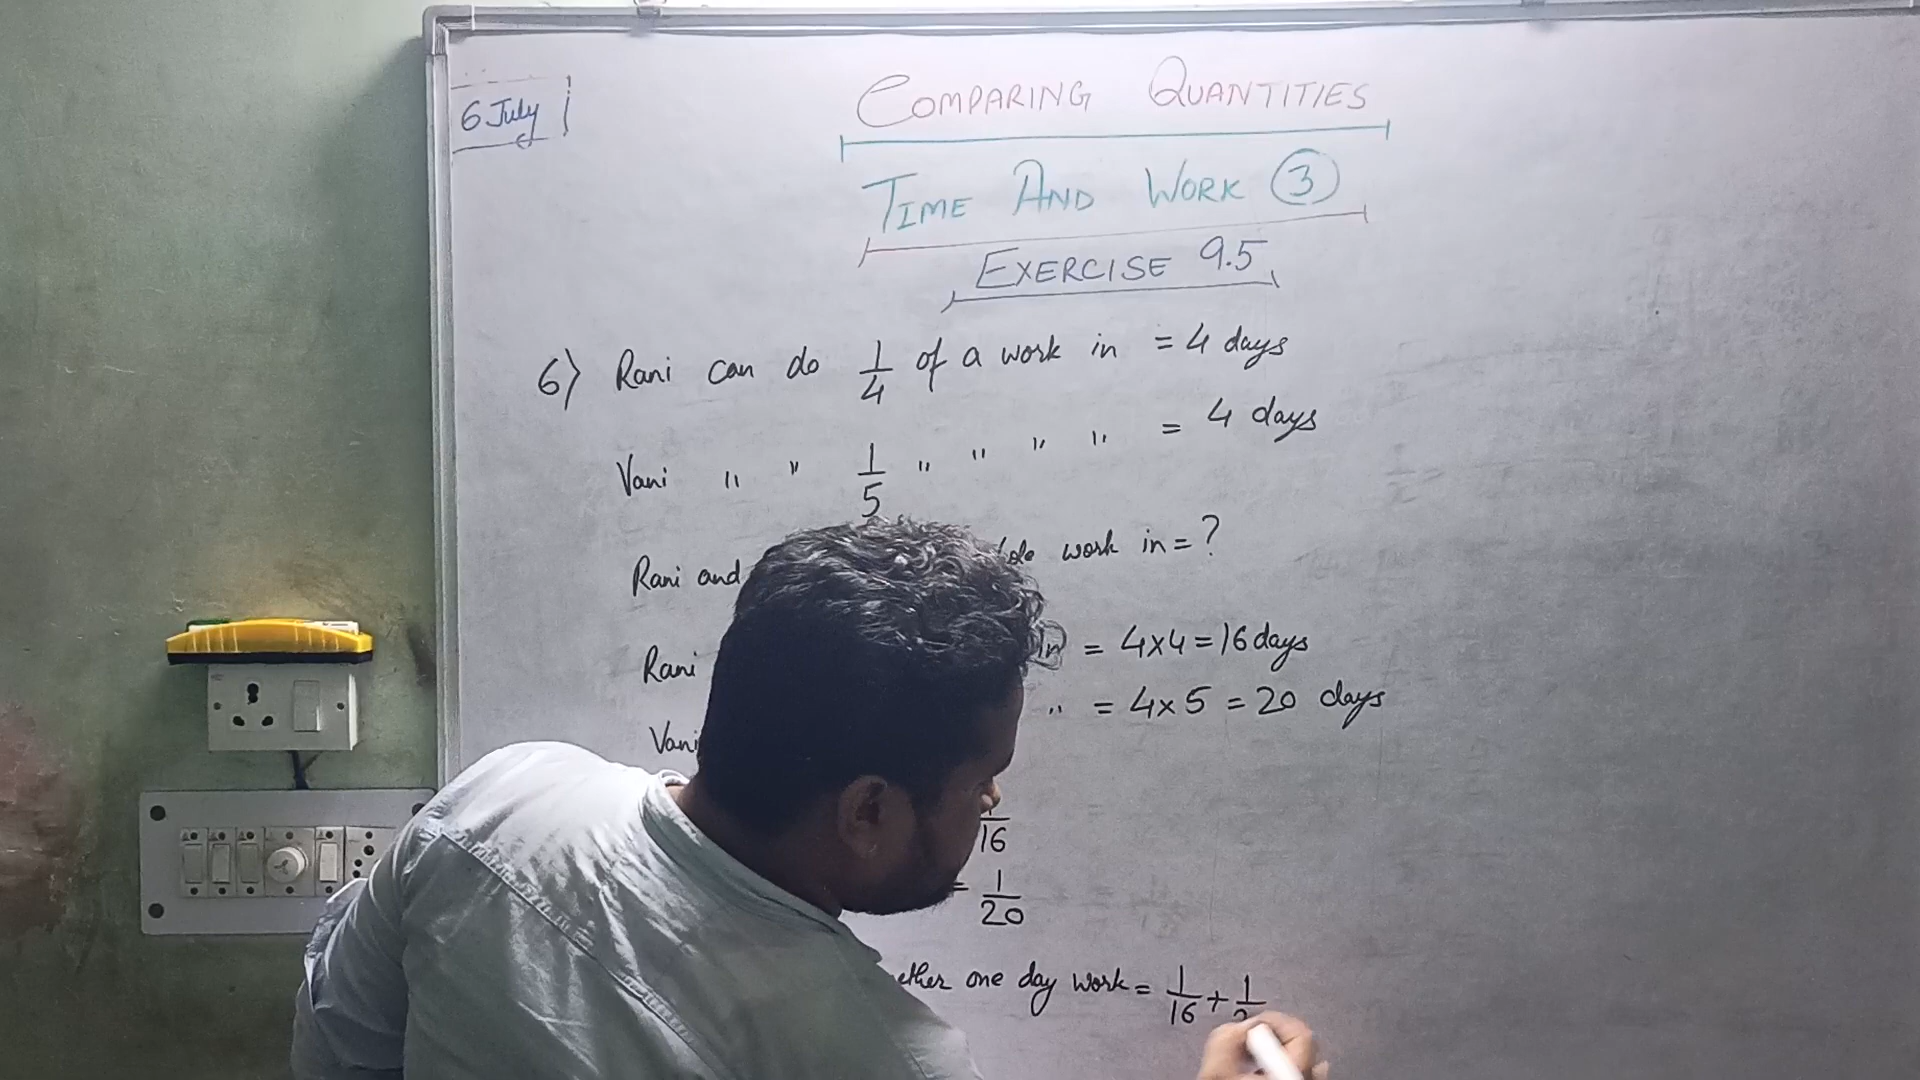 6 July
COMPARING QUANTITIES
TIME AND WORK 3
EXERCISE 9.5
6) Rani can do 1/4 of a work in = 4 days
Vani " " 1/5 " " " " = 4 days
Rani and work in = ?
Rani in = 4x4 = 16 days
Vani " = 4x5 = 20 days
1/16
= 1/20
one day work = 1/16 + 1/